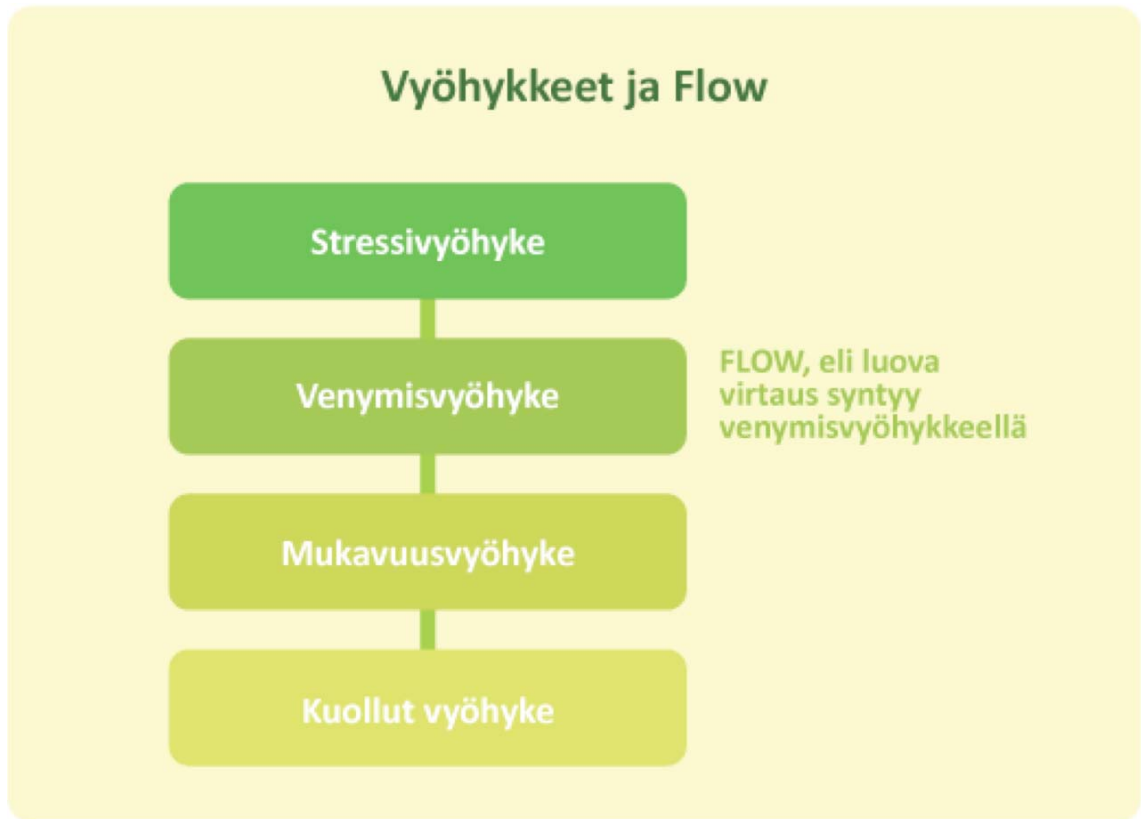 Vyöhykkeet ja Flow
Stressivyöhyke
Venymisvyöhyke
FLOW, eli luova
virtaus syntyy
venymisvyöhykkeellä
Mukavuusvyöhyke
Kuollut vyöhyke